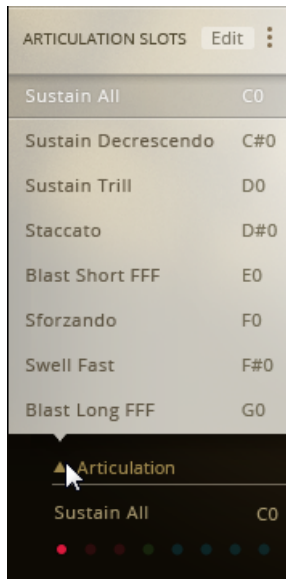 ARTICULATION SLOTS Edit
Sustain All C0
Sustain Decrescendo C#0
Sustain Trill D0
Staccato D#0
Blast Short FFF E0
Sforzando F0
Swell Fast F#0
Blast Long FFF G0
Articulation
Sustain All C0